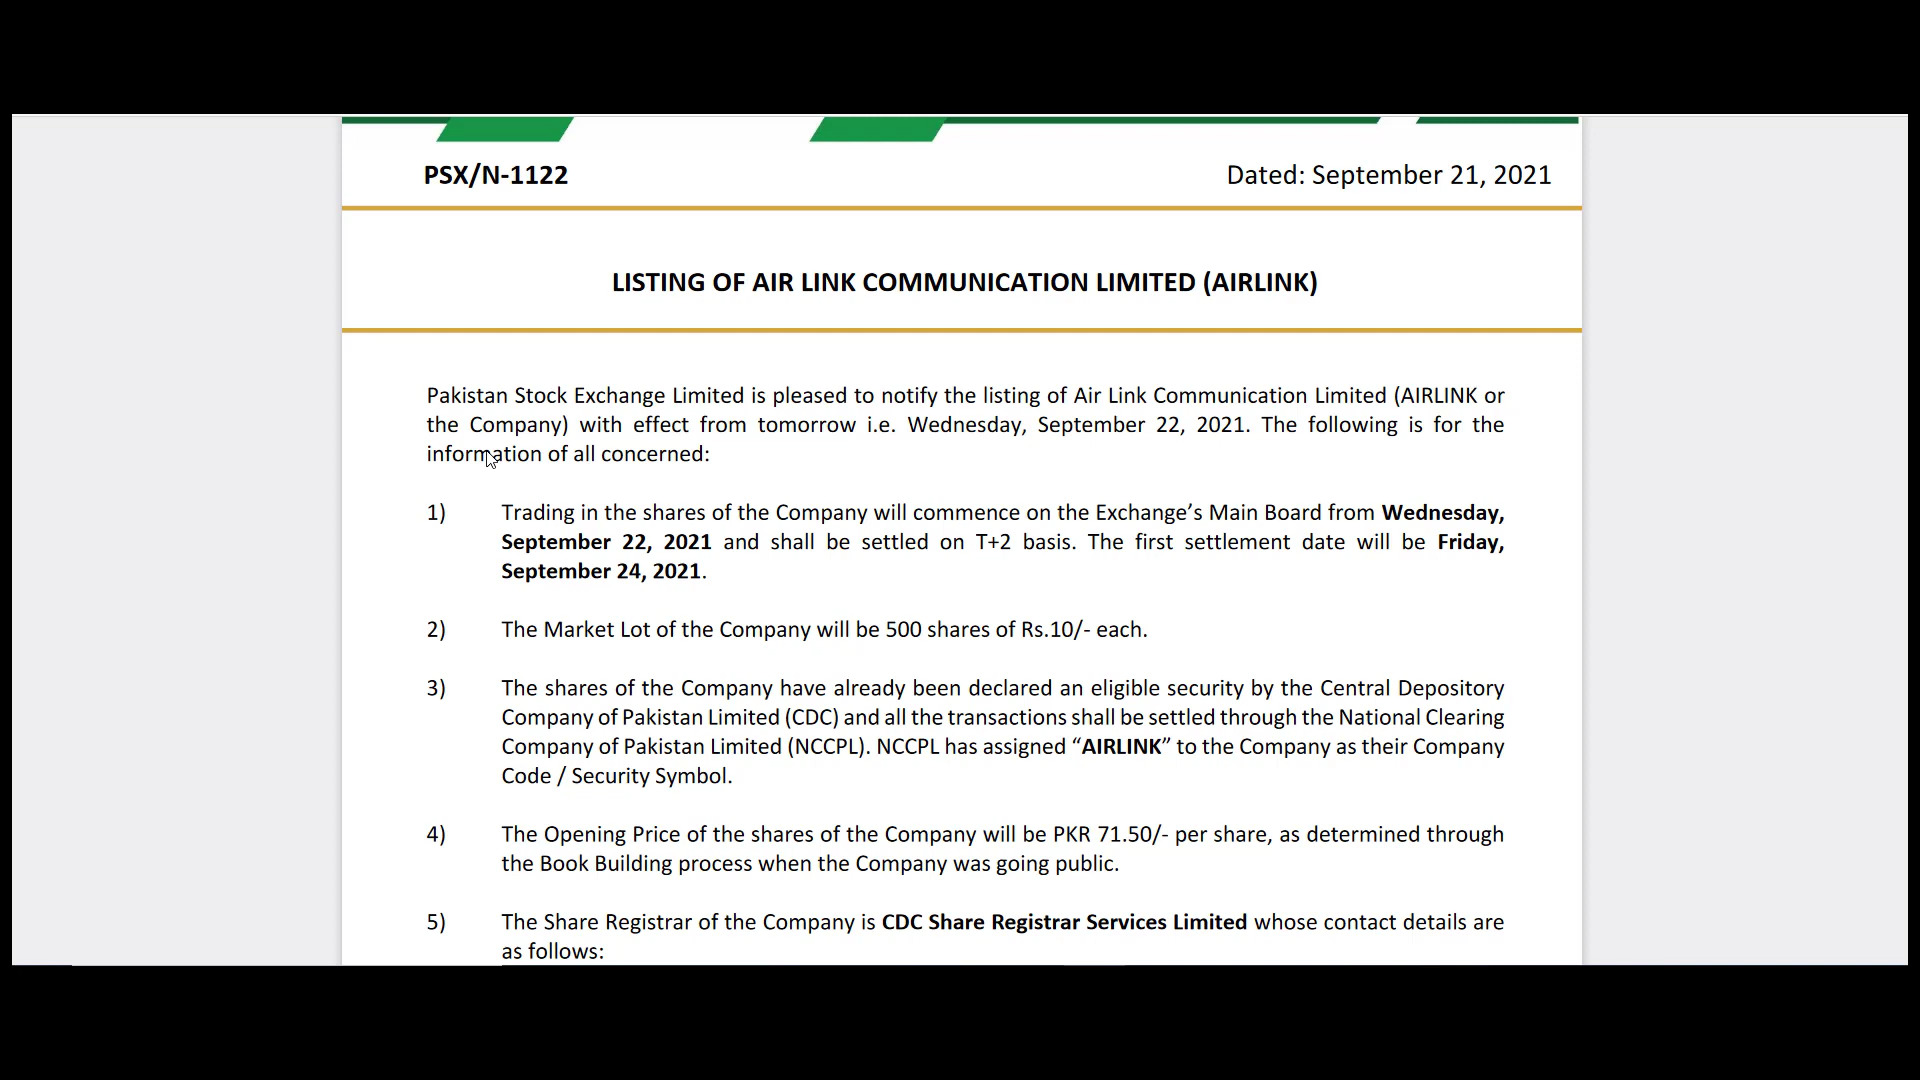 PSX/N-1122 Dated: September 21, 2021
LISTING OF AIR LINK COMMUNICATION LIMITED (AIRLINK)
Pakistan Stock Exchange Limited is pleased to notify the listing of Air Link Communication Limited (AIRLINK or
the Company) with effect from tomorrow i.e. Wednesday, September 22, 2021. The following is for the
information of all concerned:
1) Trading in the shares of the Company will commence on the Exchange’s Main Board from Wednesday,
September 22, 2021 and shall be settled on T+2 basis. The first settlement date will be Friday,
September 24, 2021.
2) The Market Lot of the Company will be 500 shares of Rs.10/- each.
3) The shares of the Company have already been declared an eligible security by the Central Depository
Company of Pakistan Limited (CDC) and all the transactions shall be settled through the National Clearing
Company of Pakistan Limited (NCCPL). NCCPL has assigned “AIRLINK” to the Company as their Company
Code / Security Symbol.
4) The Opening Price of the shares of the Company will be PKR 71.50/- per share, as determined through
the Book Building process when the Company was going public.
5) The Share Registrar of the Company is CDC Share Registrar Services Limited whose contact details are
as follows: